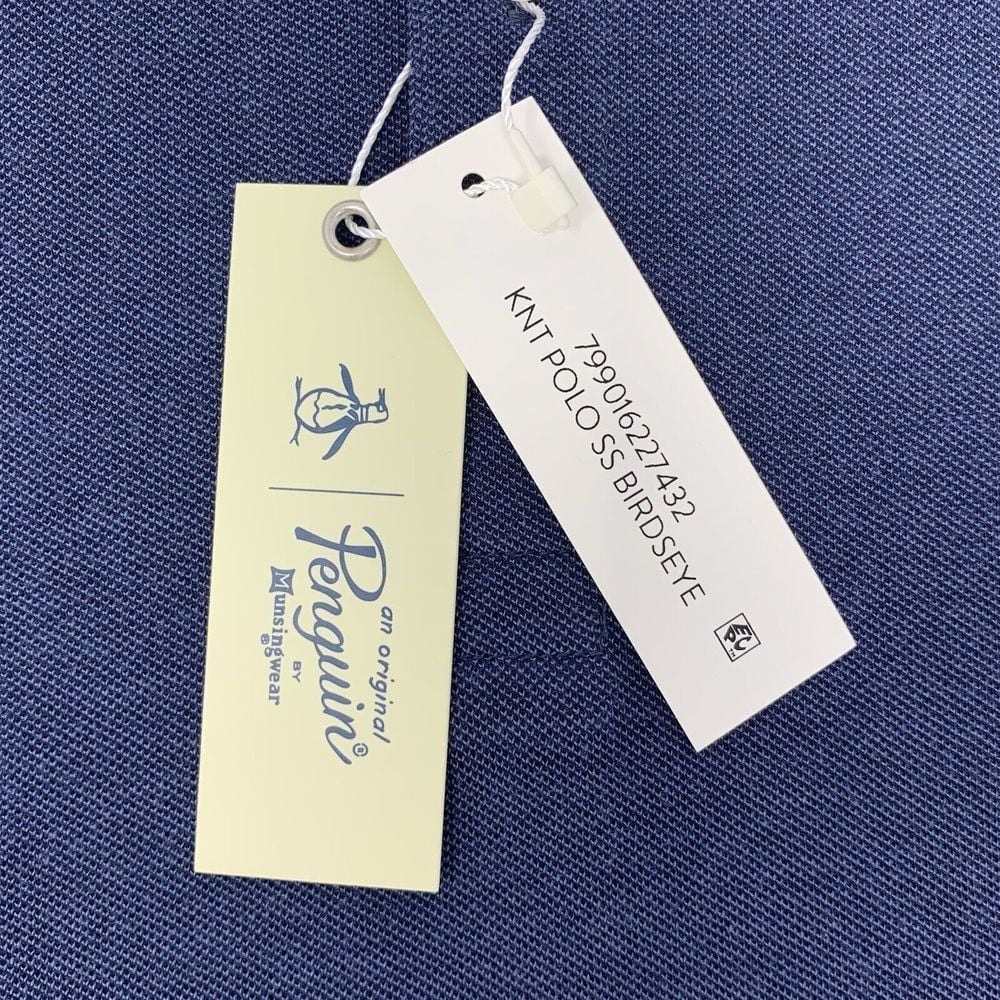 an original
Penguin®
BY
Munsingwear
®®
799016227432
KNT POLO SS BIRDSEYE